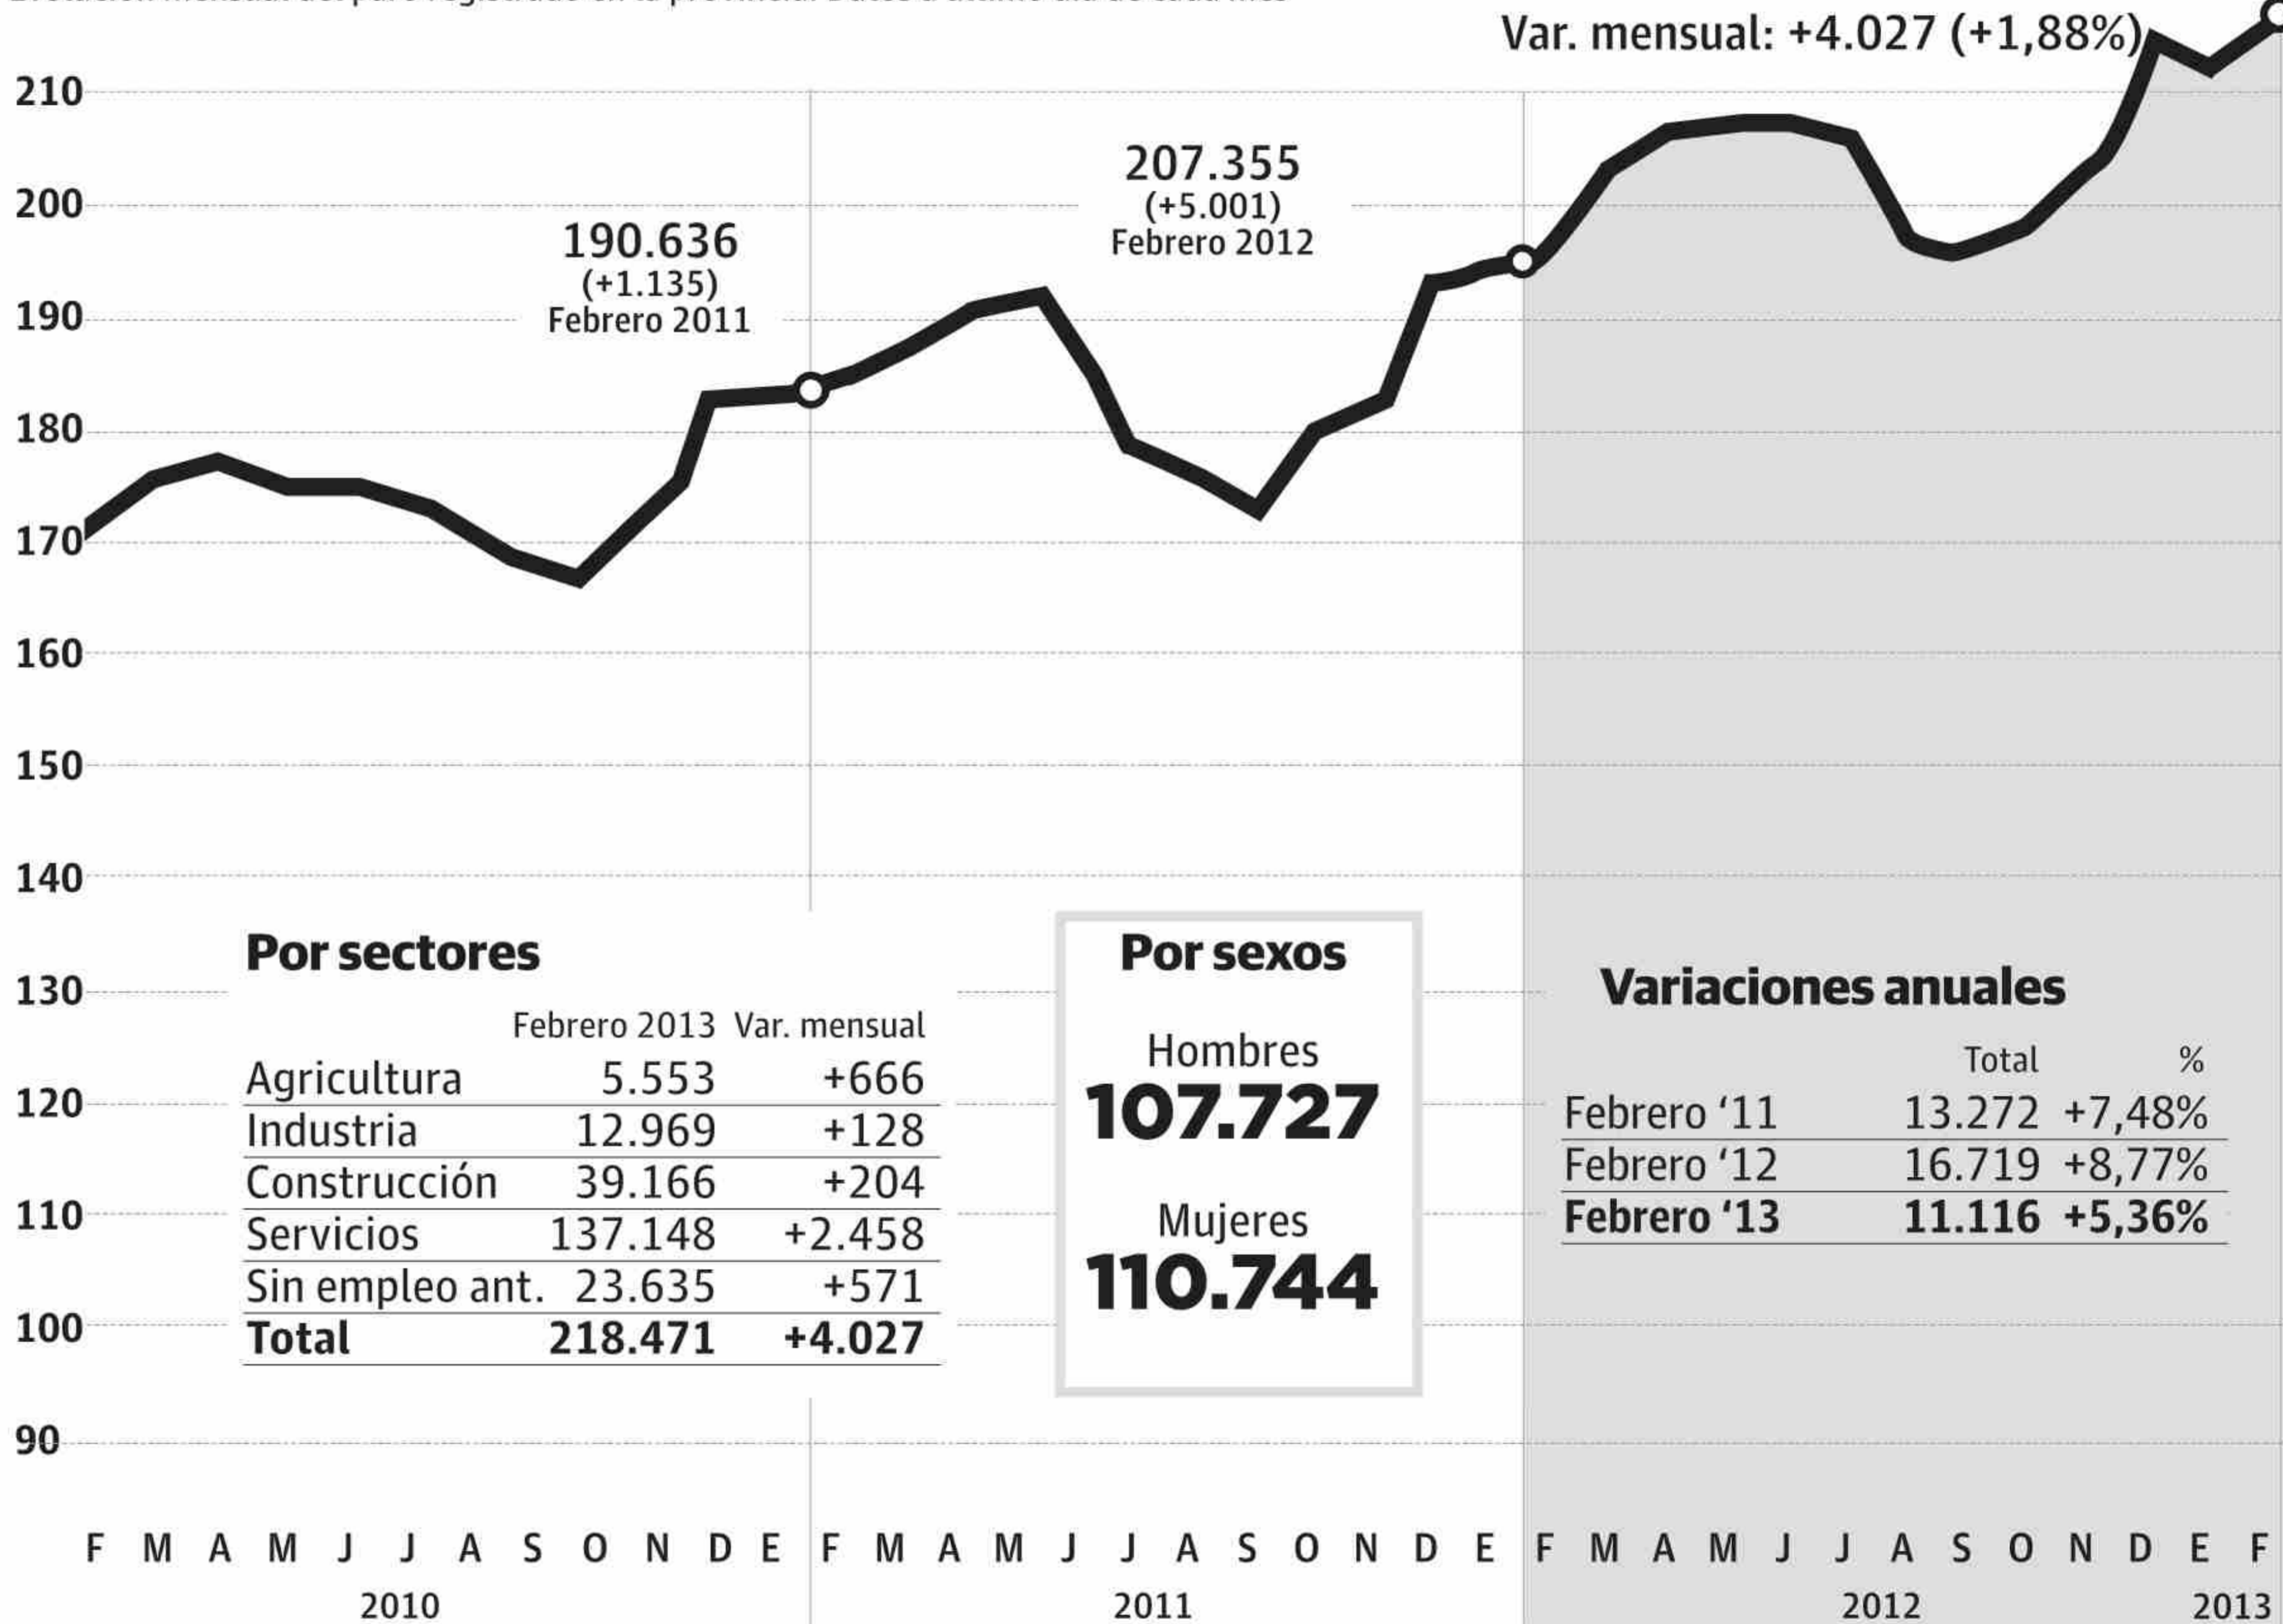 Var. mensual: +4.027 (+1,88%)
210
207.355
(+5.001)
Febrero 2012
200
190.636
(+1.135)
Febrero 2011
190
180
170
160
150
140
130
120
110
100
90
Por sectores
Febrero 2013 Var. mensual
Agricultura 5.553 +666
Industria 12.969 +128
Construcción 39.166 +204
Servicios 137.148 +2.458
Sin empleo ant. 23.635 +571
Total 218.471 +4.027
Por sexos
Hombres
107.727
Mujeres
110.744
Variaciones anuales
Total %
Febrero ‘11 13.272 +7,48%
Febrero ‘12 16.719 +8,77%
Febrero ‘13 11.116 +5,36%
F M A M J J A S O N D E F M A M J J A S O N D E F M A M J J A S O N D E F
2010 2011 2012 2013